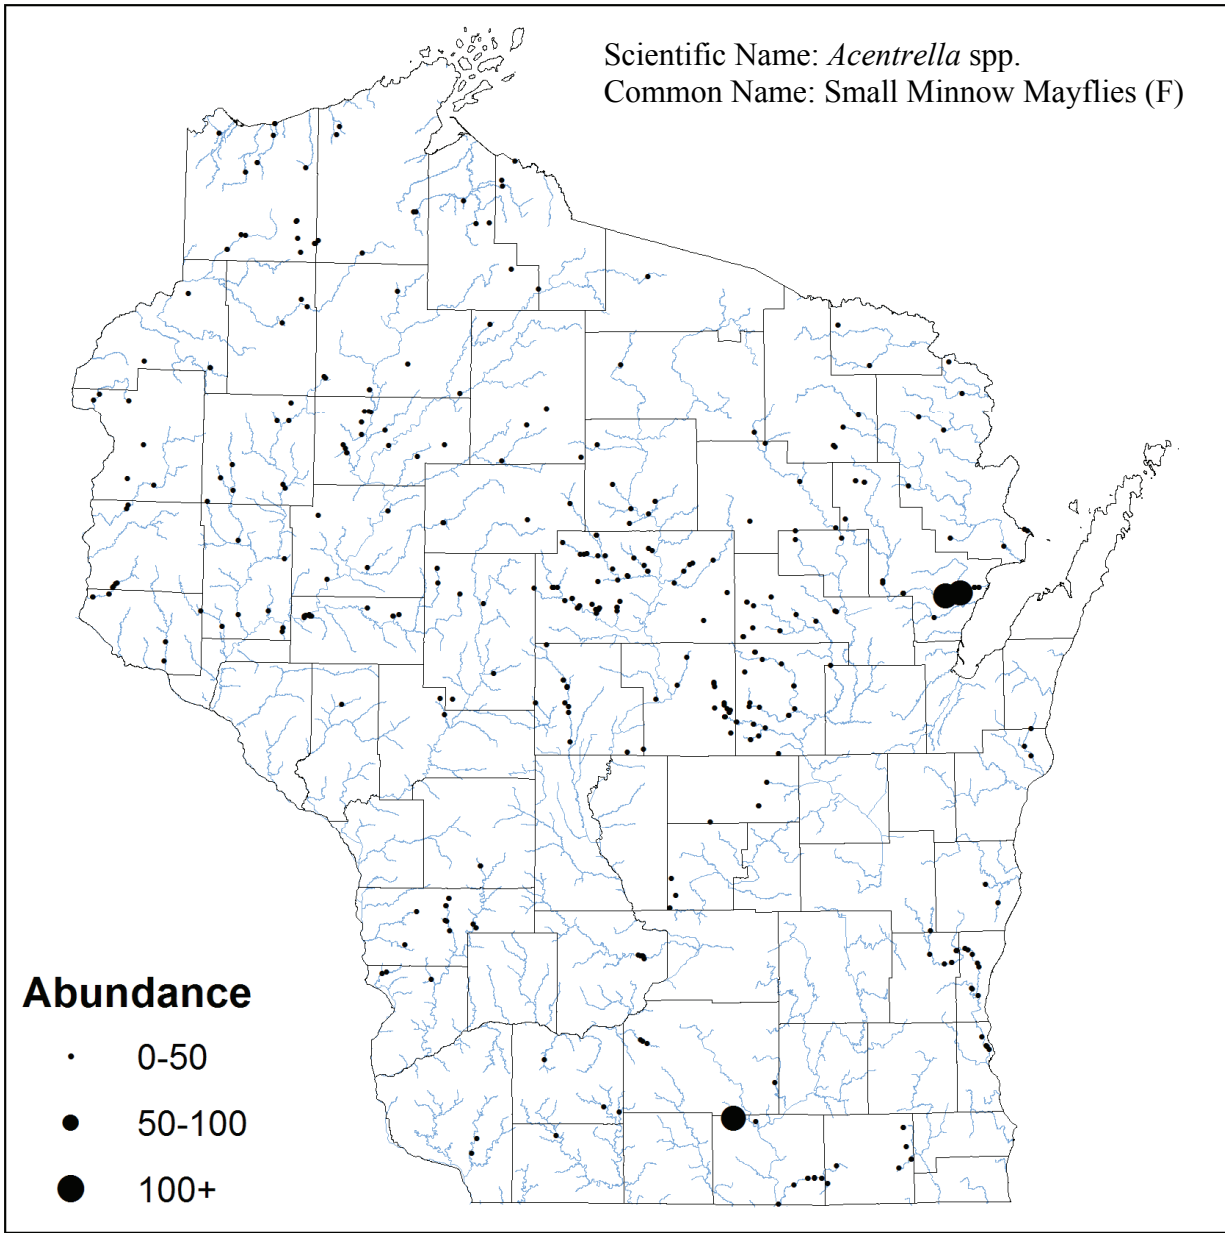 Scientific Name: Acentrella spp.
Common Name: Small Minnow Mayflies (F)
Abundance
0-50
50-100
100+